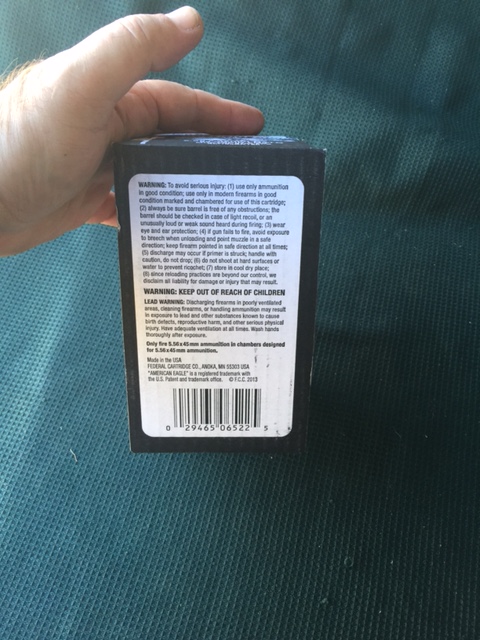 WARNING: To avoid serious injury: (1) use only ammunition
in good condition; use only in modern firearms in good
condition marked and chambered for use of this cartridge;
(2) always be sure barrel is free of any obstructions; the
barrel should be checked in case of light recoil, or an
unusually loud or weak sound heard during firing; (3) wear
eye and ear protection; (4) if gun fails to fire, avoid exposure
to breech when unloading and point muzzle in a safe
direction; keep firearm pointed in safe direction at all times;
(5) discharge may occur if primer is struck; handle with
caution, do not drop; (6) do not shoot at hard surfaces or
water to prevent ricochet; (7) store in cool dry place;
(8) since reloading practices are beyond our control, we
disclaim all liability for damage or injury that may result.
WARNING: KEEP OUT OF REACH OF CHILDREN
LEAD WARNING: Discharging firearms in poorly ventilated
areas, cleaning firearms, or handling ammunition may result
in exposure to lead and other substances known to cause
birth defects, reproductive harm, and other serious physical
injury. Have adequate ventilation at all times. Wash hands
thoroughly after exposure.
Only fire 5.56x45mm ammunition in chambers designed
for 5.56x45mm ammunition.
Made in the USA
FEDERAL CARTRIDGE CO., ANOKA, MN 55303 USA
"AMERICAN EAGLE" is a registered trademark with
the U.S. Patent and trademark office. © F.C.C. 2013
0 29465 06522 5